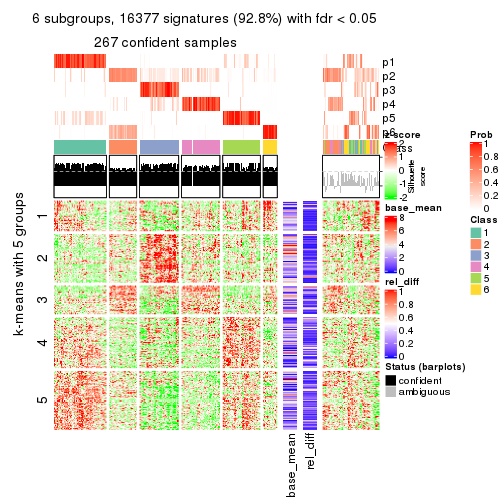 6 subgroups, 16377 signatures (92.8%) with fdr < 0.05
267 confident samples
p1
p2
p3
p4
p5
p6
Class
Silhouette
score
k-means with 5 groups
1
2
3
4
5
base_mean
rel_diff
z-score
2
1
0
-1
-2
base_mean
8
6
4
2
0
rel_diff
1
0.8
0.6
0.4
0.2
0
Status (barplots)
confident
ambiguous
Prob
1
0.8
0.6
0.4
0.2
0
Class
1
2
3
4
5
6